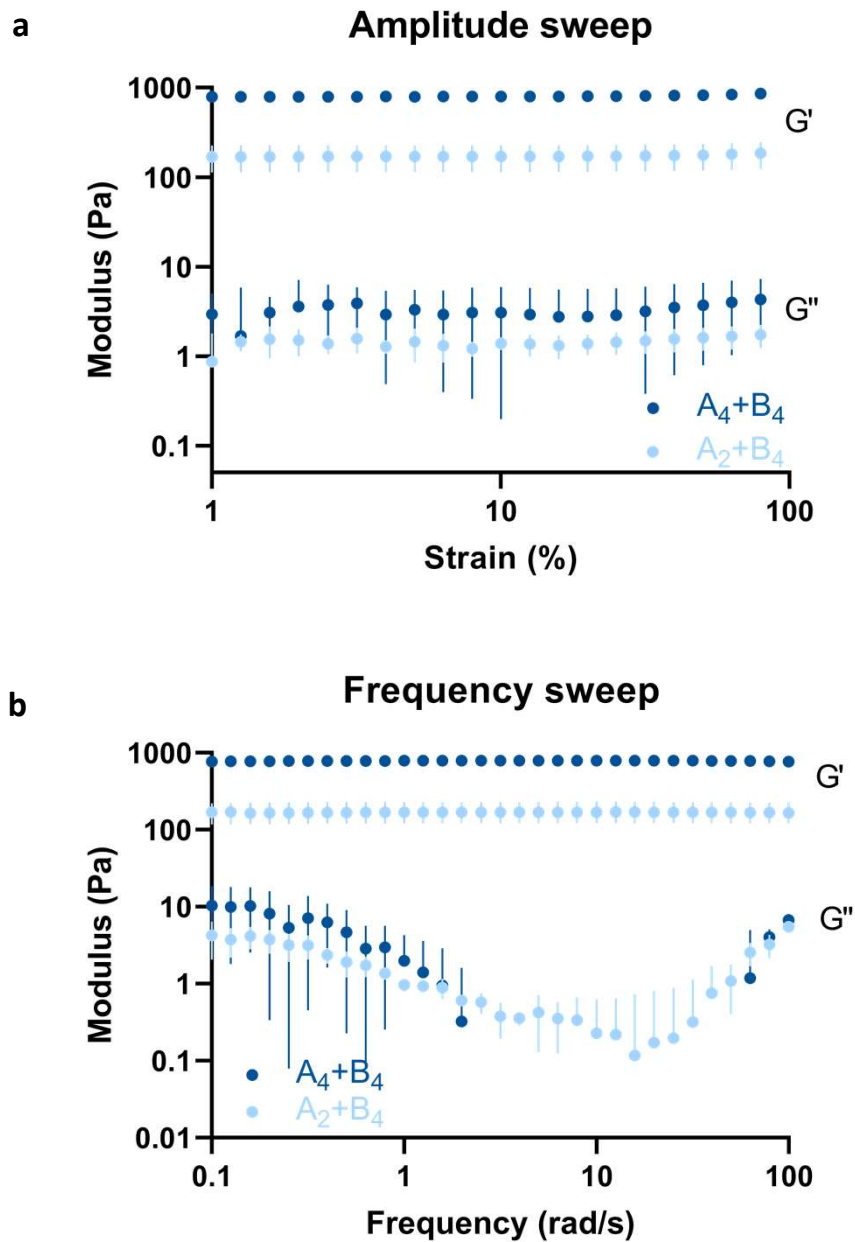 a
Amplitude sweep
1000
100
10
1
0.1
Modulus (Pa)
G'
G"
A₄+B₄
A₂+B₄
1
10
100
Strain (%)
b
Frequency sweep
1000
100
10
1
0.1
0.01
Modulus (Pa)
G'
G"
A₄+B₄
A₂+B₄
0.1
1
10
100
Frequency (rad/s)